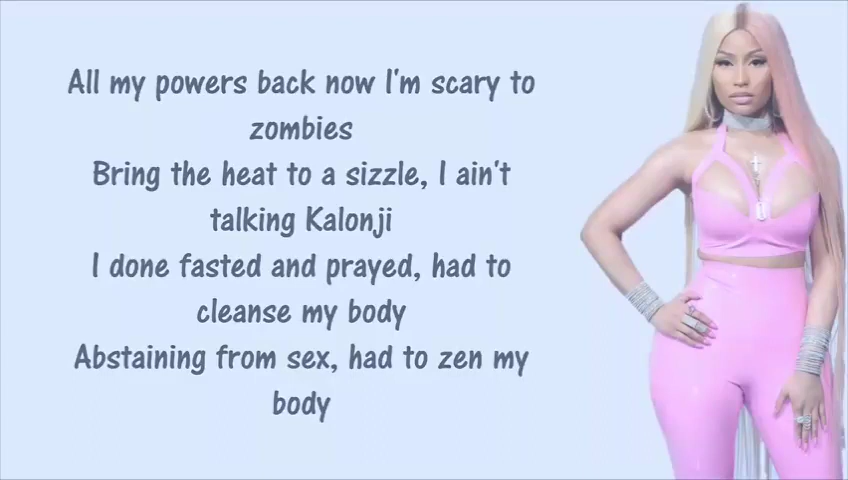 All my powers back now I'm scary to
zombies
Bring the heat to a sizzle, I ain't
talking Kalonji
I done fasted and prayed, had to
cleanse my body
Abstaining from sex, had to zen my
body